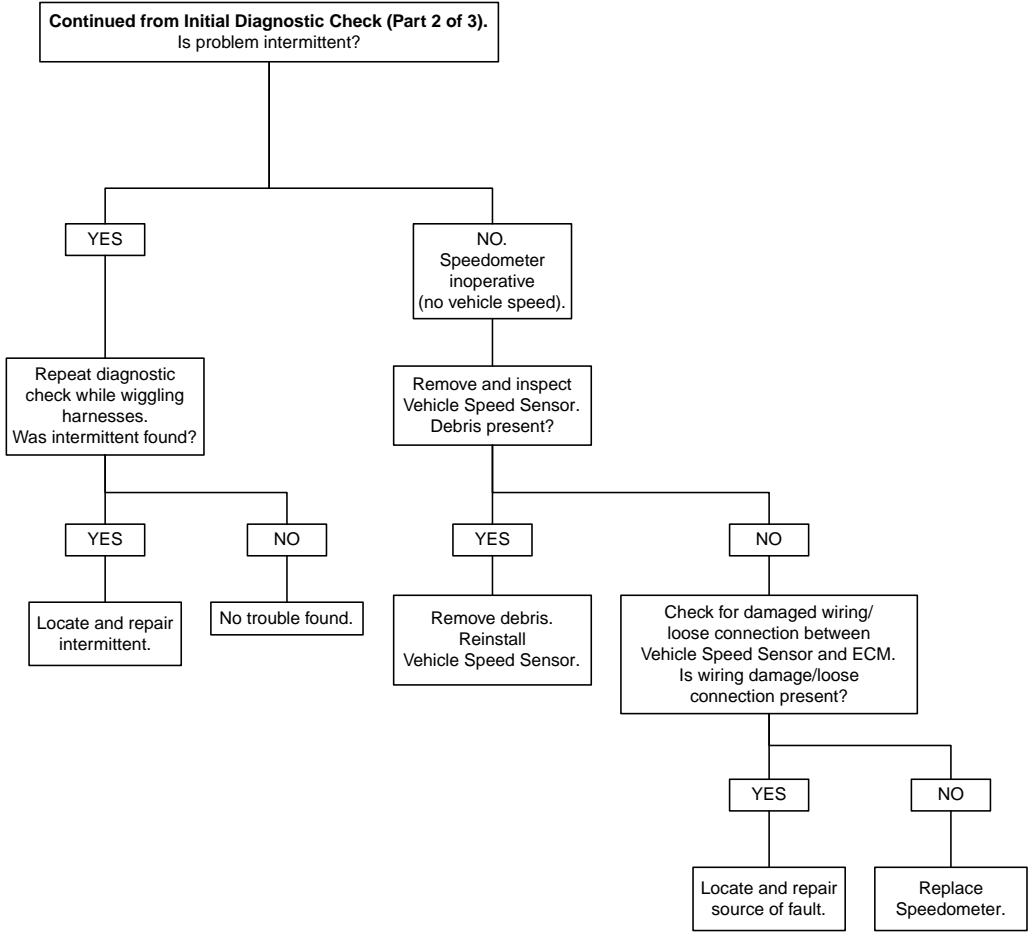 Continued from Initial Diagnostic Check (Part 2 of 3).
Is problem intermittent?
YES
NO.
Speedometer
inoperative
(no vehicle speed).
Repeat diagnostic
check while wiggling
harnesses.
Was intermittent found?
Remove and inspect
Vehicle Speed Sensor.
Debris present?
YES
NO
YES
NO
Locate and repair
intermittent.
No trouble found.
Remove debris.
Reinstall
Vehicle Speed Sensor.
Check for damaged wiring/
loose connection between
Vehicle Speed Sensor and ECM.
Is wiring damage/loose
connection present?
YES
NO
Locate and repair
source of fault.
Replace
Speedometer.